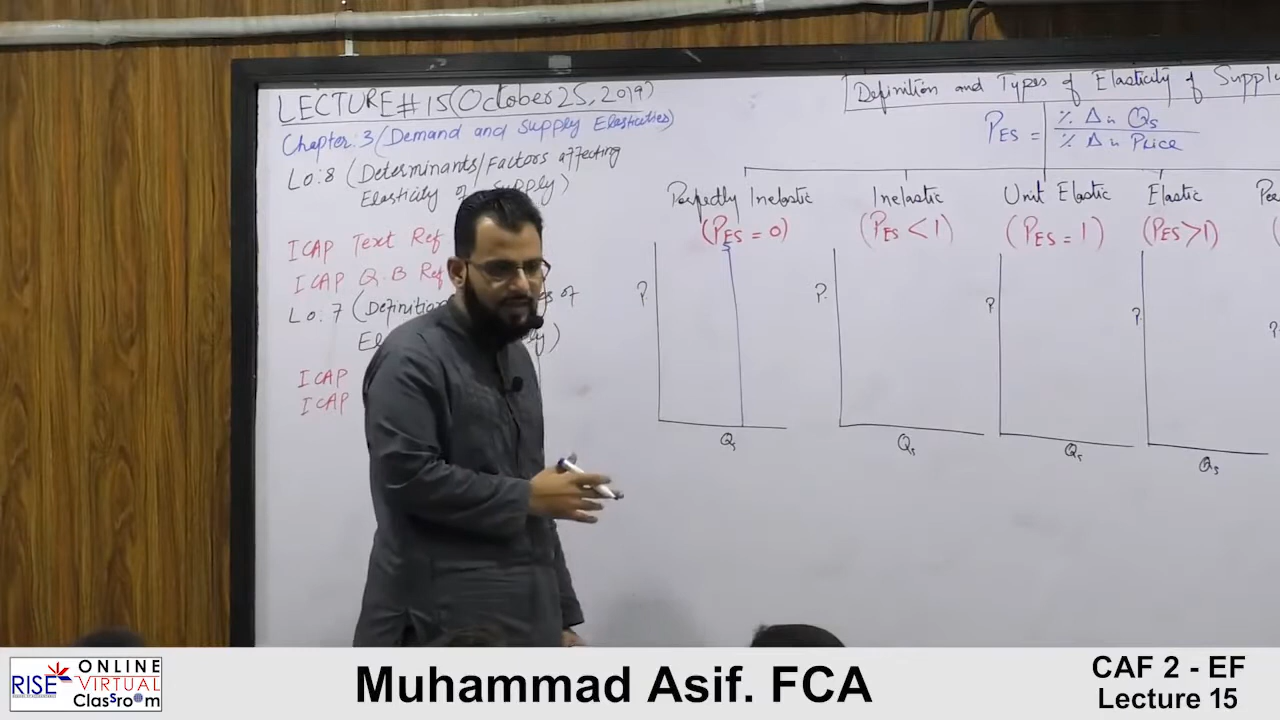 LECTURE # 15 (October 25, 2019)
Chapter: 3/Demand and Supply Elasticities)
Lo: 8 (Determinants/Factors affecting
Elasticity of Supply)
ICAP Text Ref
ICAP Q.B Ref
Lo: 7 (Definition of
ICAP
ICAP
Definition and Types of Elasticity of Supply
PES = % Δ in Qs
% Δ in Price
Perfectly Inelastic
(PES = 0)
P.
S
Qs
Inelastic
(PES < 1)
P.
Qs
Unit Elastic
(PES = 1)
P
Qs
Elastic
(PES > 1)
P.
Qs
P.
RISE
ONLINE
VIRTUAL
Classroom
Muhammad Asif. FCA
CAF 2 - EF
Lecture 15